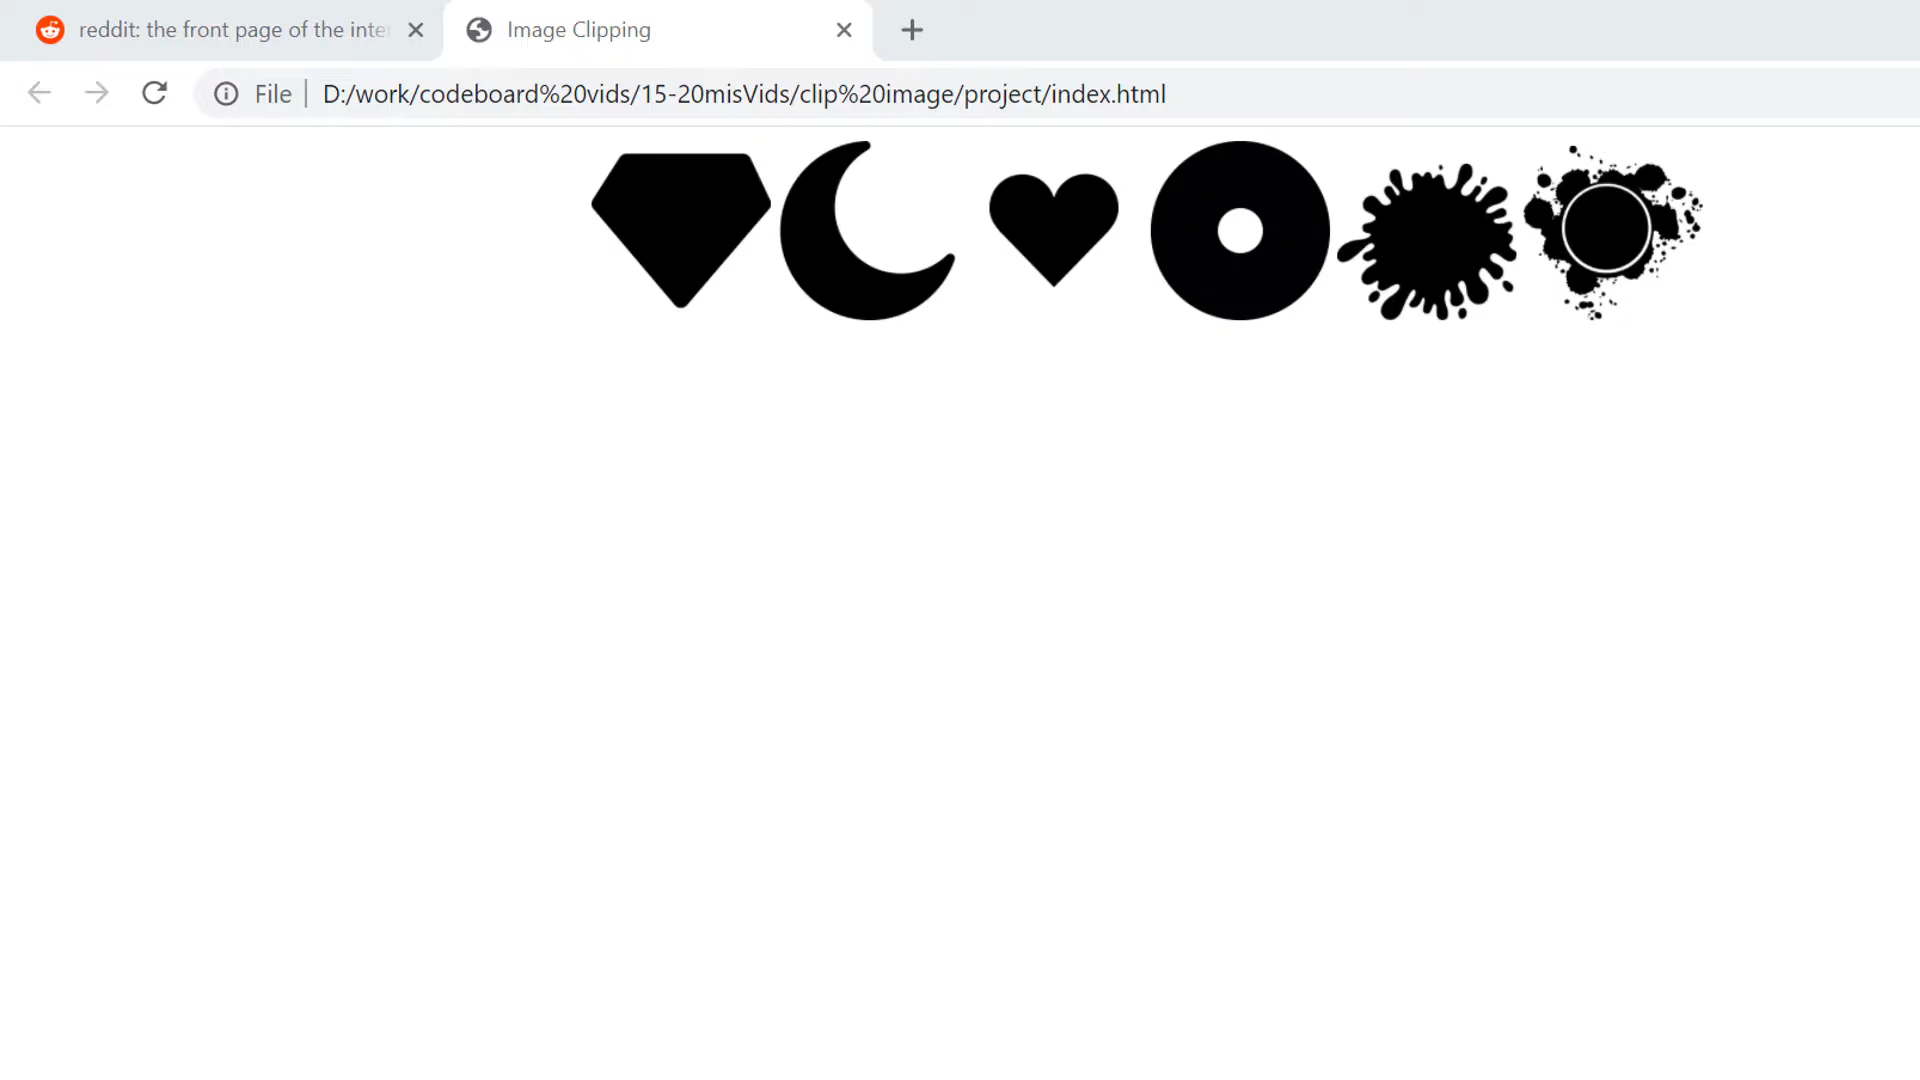 reddit: the front page of the inter
Image Clipping
File
D:/work/codeboard%20vids/15-20misVids/clip%20image/project/index.html